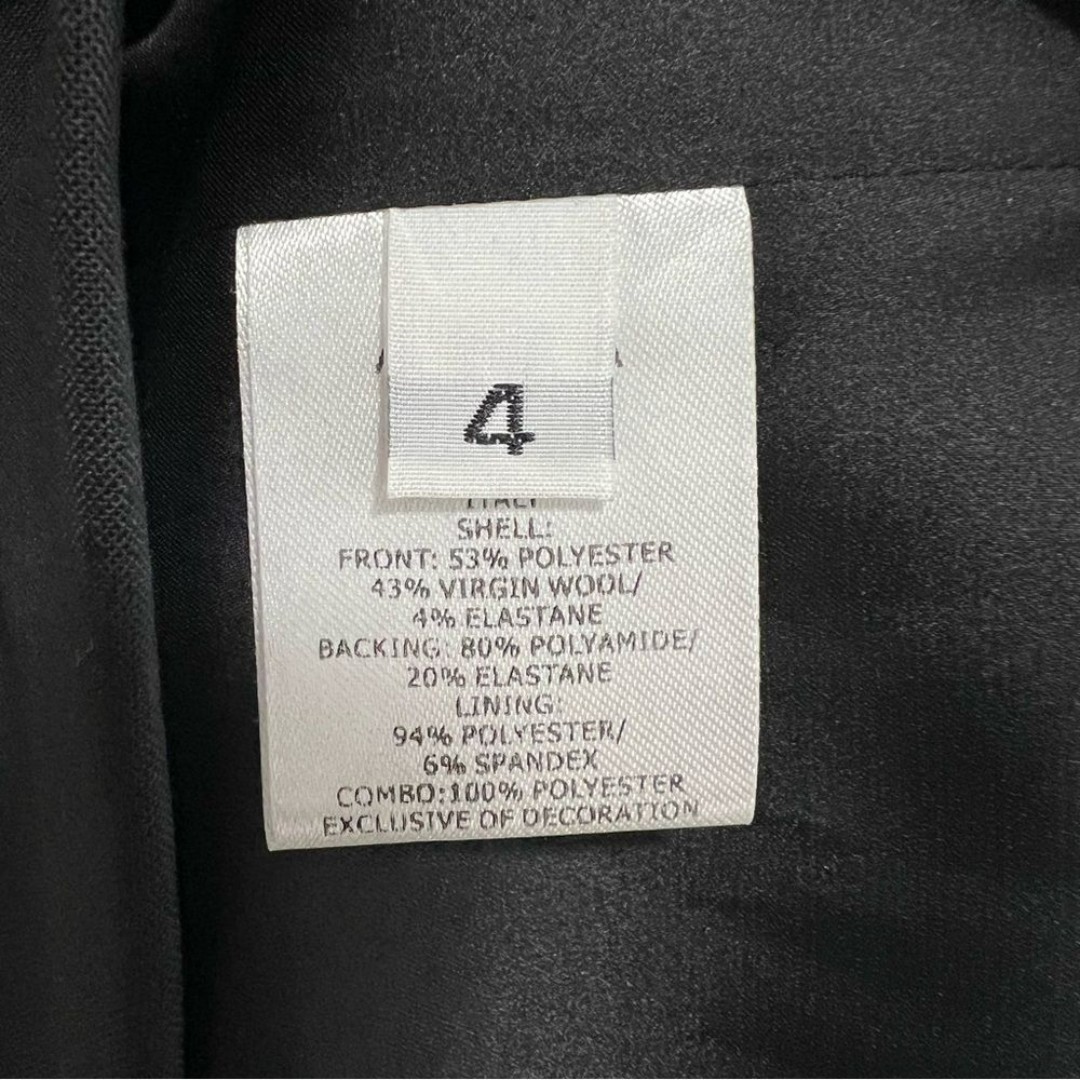 4
ITALY
SHELL:
FRONT: 53% POLYESTER
43% VIRGIN WOOL/
4% ELASTANE
BACKING: 80% POLYAMIDE/
20% ELASTANE
LINING:
94% POLYESTER/
6% SPANDEX
COMBO:100% POLYESTER
EXCLUSIVE OF DECORATION